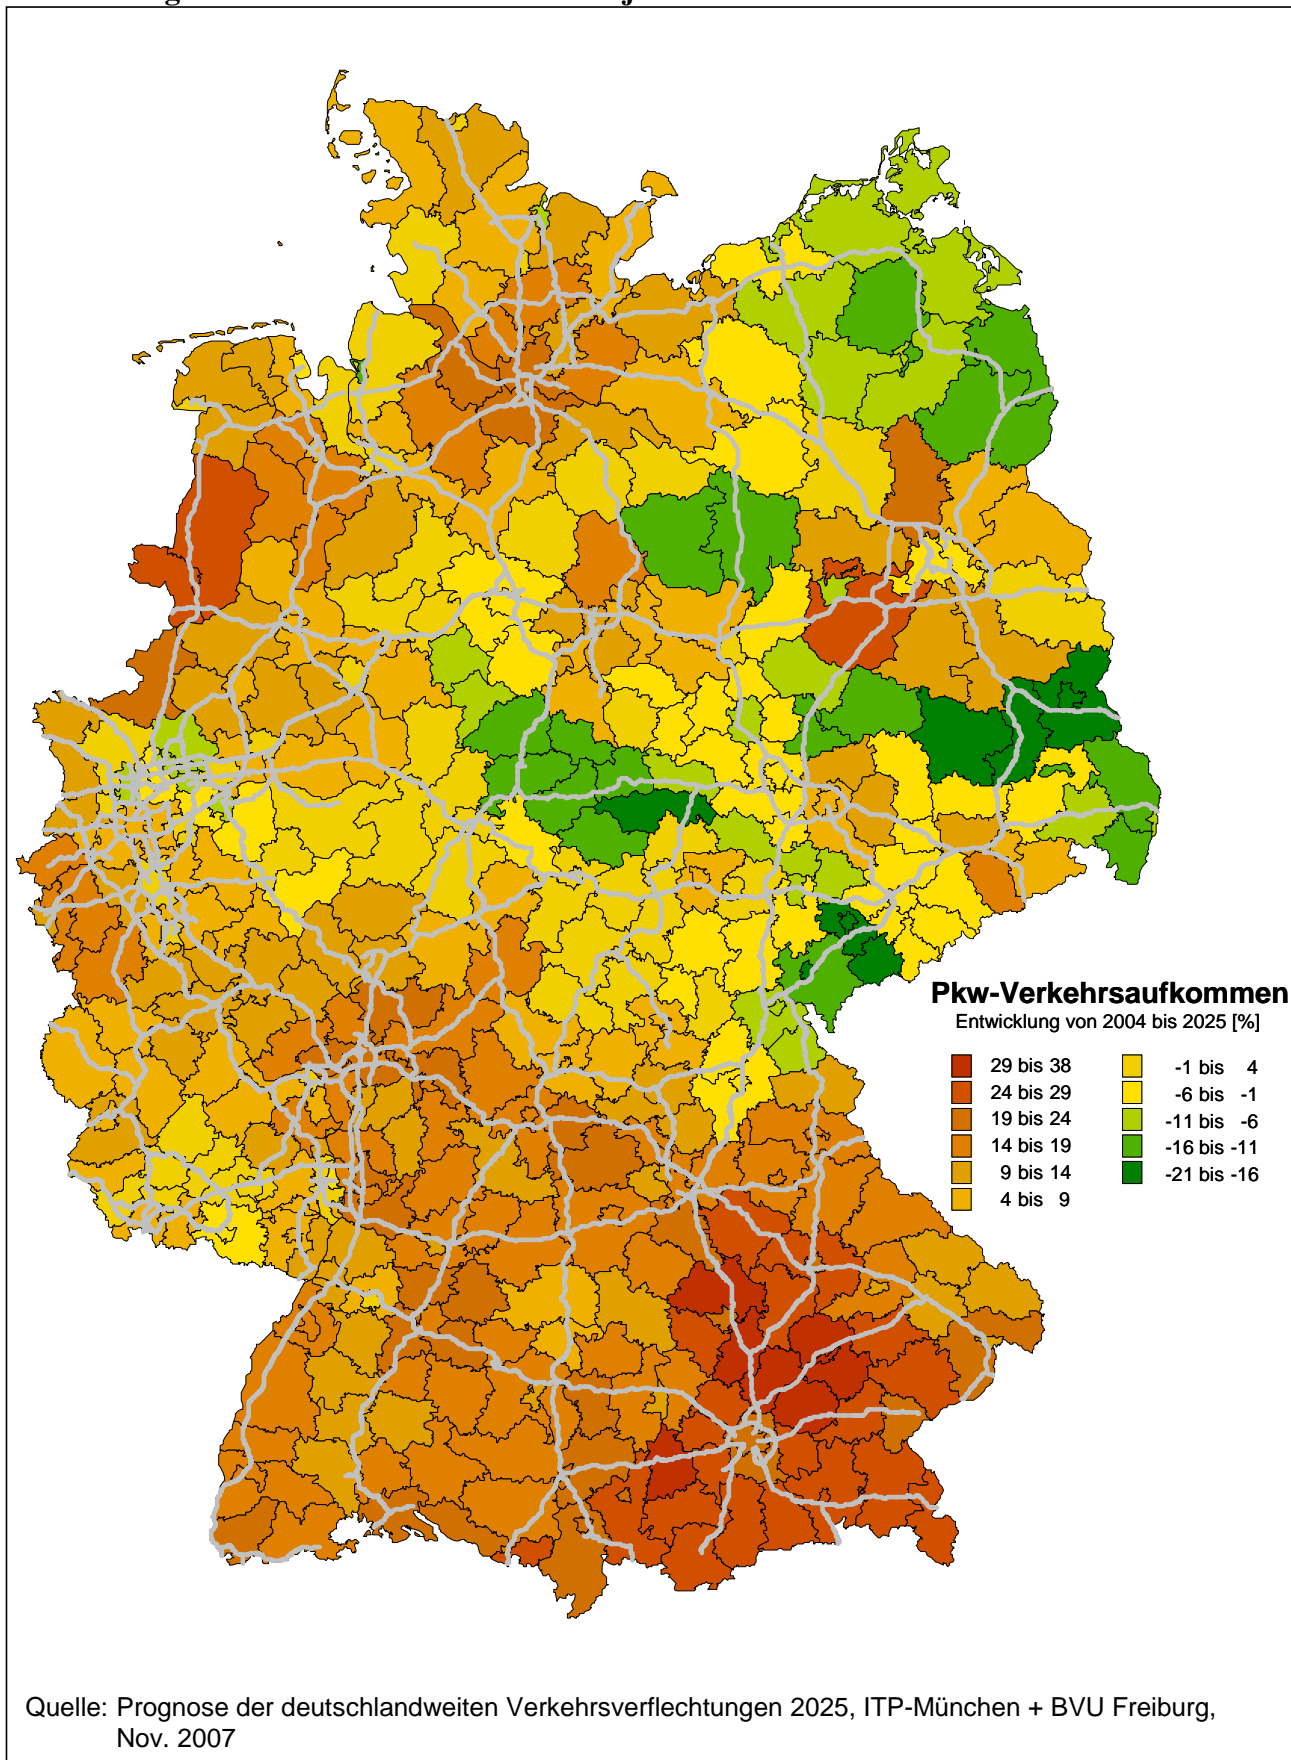 Pkw-Verkehrsaufkommen
Entwicklung von 2004 bis 2025 [%]
29 bis 38
24 bis 29
19 bis 24
14 bis 19
9 bis 14
4 bis 9
-1 bis 4
-6 bis -1
-11 bis -6
-16 bis -11
-21 bis -16
Quelle: Prognose der deutschlandweiten Verkehrsverflechtungen 2025, ITP-München + BVU Freiburg,
Nov. 2007